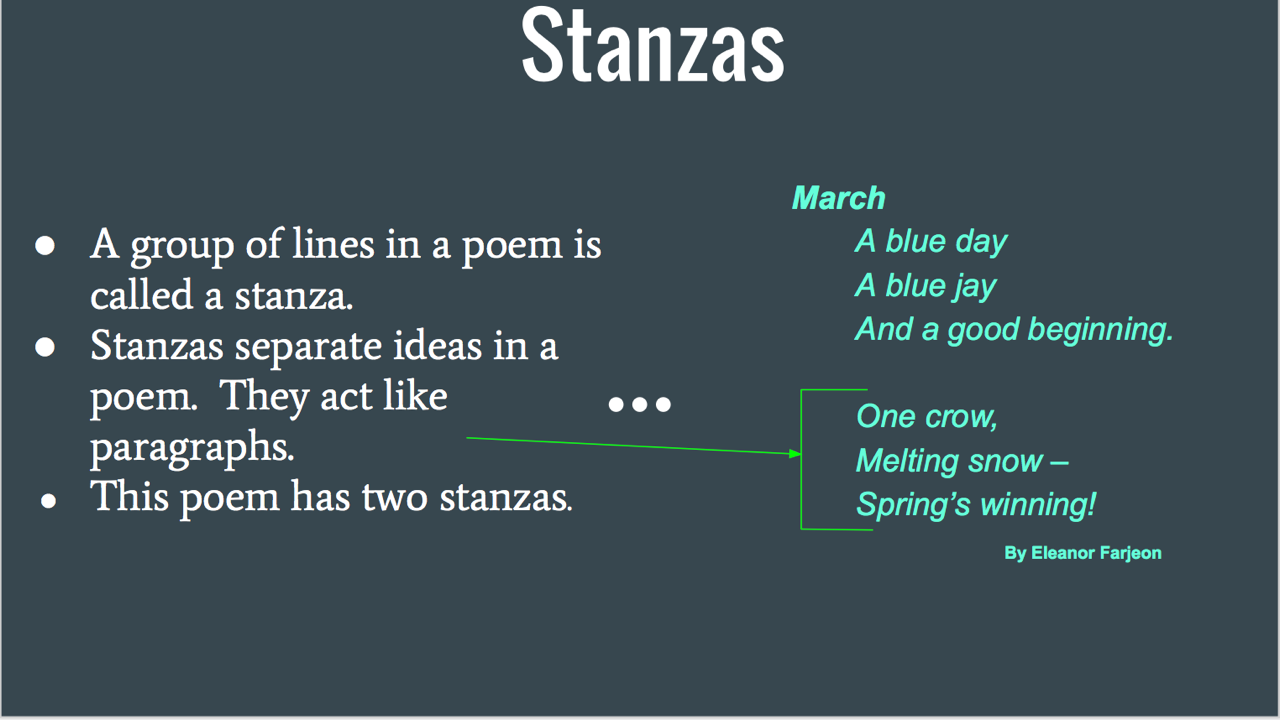 Stanzas
● A group of lines in a poem is
called a stanza.
● Stanzas separate ideas in a
poem.  They act like
paragraphs.
● This poem has two stanzas.
...
March
A blue day
A blue jay
And a good beginning.
One crow,
Melting snow –
Spring’s winning!
By Eleanor Farjeon